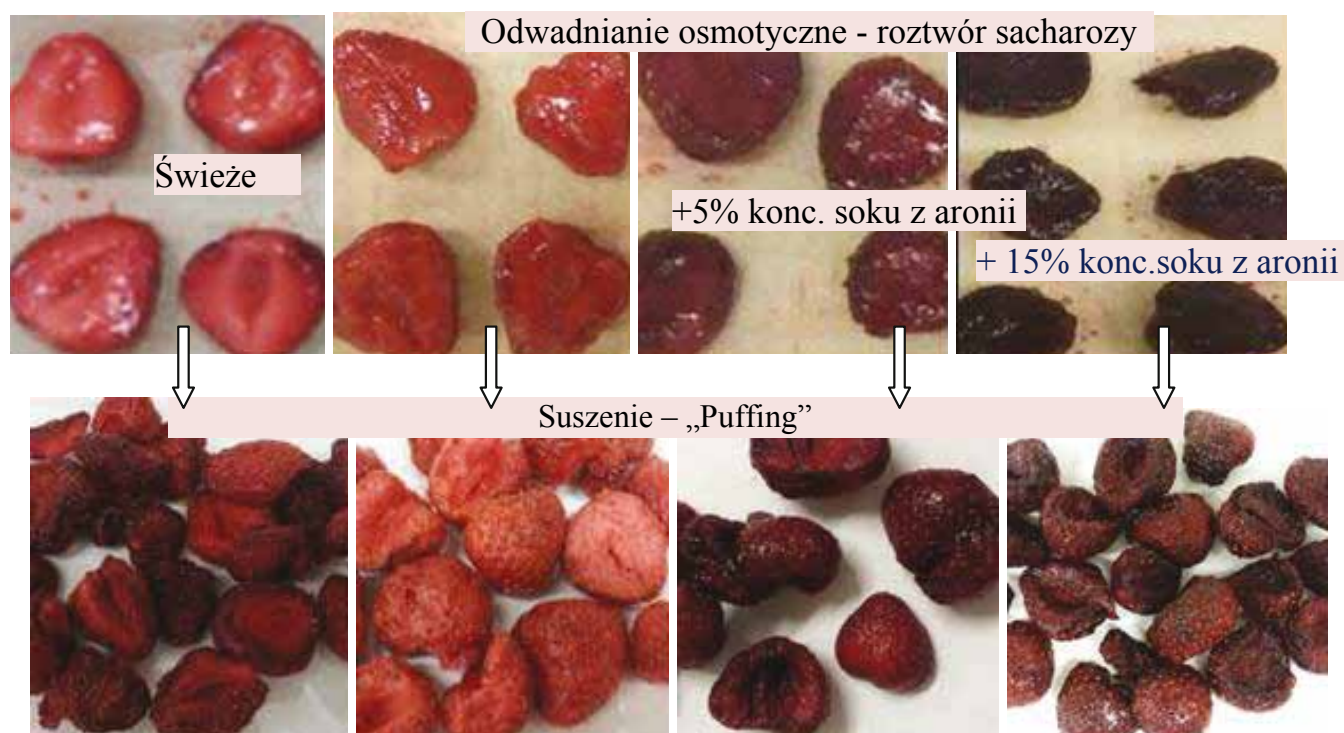 Odwadnianie osmotyczne - roztwór sacharozy
Świeże
+5% konc. soku z aronii
+ 15% konc.soku z aronii
Suszenie – „Puffing”